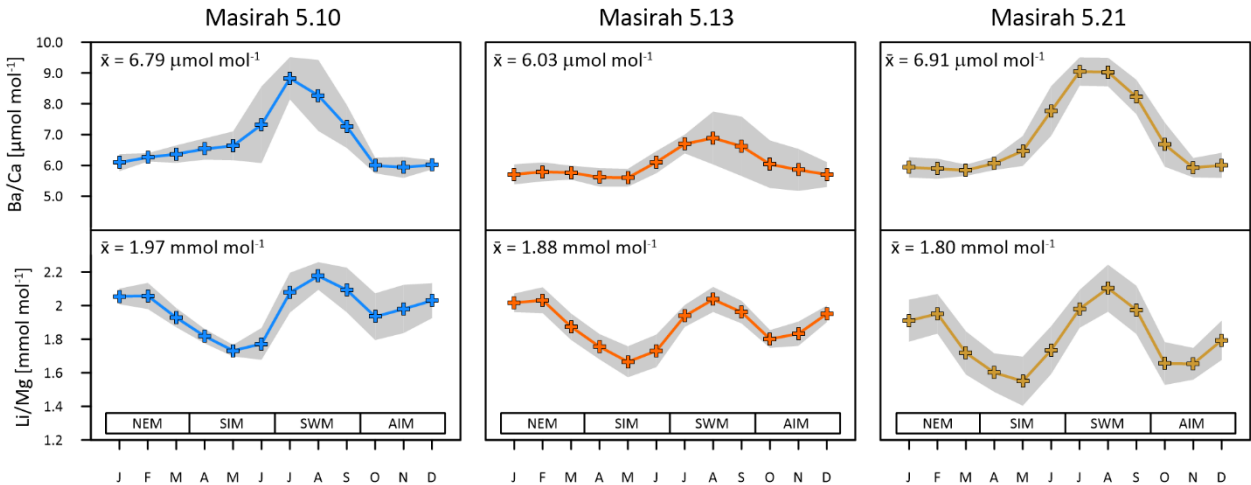 Masirah 5.10
Masirah 5.13
Masirah 5.21
Ba/Ca [μmol mol⁻¹]
10.0
9.0
8.0
7.0
6.0
5.0
x̄ = 6.79 μmol mol⁻¹
x̄ = 6.03 μmol mol⁻¹
x̄ = 6.91 μmol mol⁻¹
Li/Mg [mmol mol⁻¹]
2.2
2
1.8
1.6
1.4
1.2
x̄ = 1.97 mmol mol⁻¹
x̄ = 1.88 mmol mol⁻¹
x̄ = 1.80 mmol mol⁻¹
NEM SIM SWM AIM
NEM SIM SWM AIM
NEM SIM SWM AIM
J F M A M J J A S O N D
J F M A M J J A S O N D
J F M A M J J A S O N D